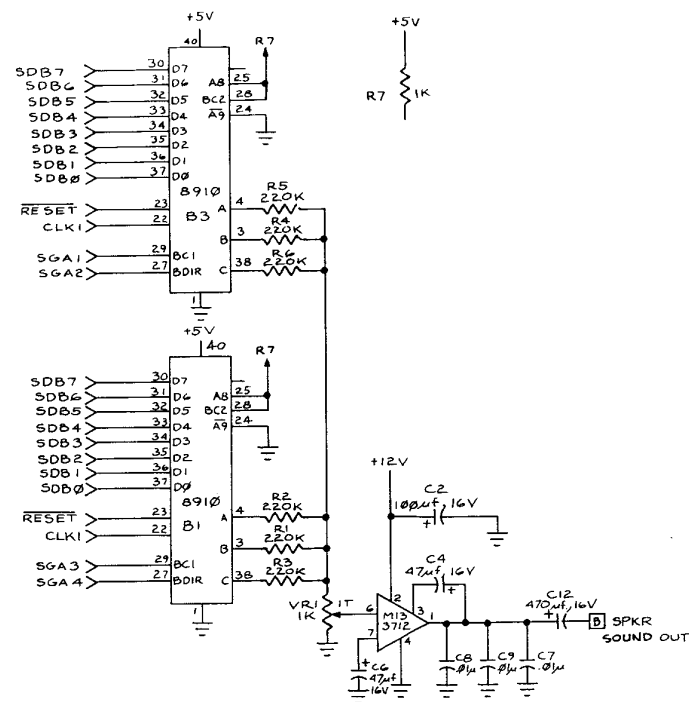 +5V
40
R7
SDB7 30 D7
SDB6 31 D6 A8 25
SDB5 32 D5 BC2 28
SDB4 33 D4 A9 24
SDB3 34 D3
SDB2 35 D2
SDB1 36 D1
SDBØ 37 DØ
8910
B3
RESET 23
CLK1 22
A 4 R5 220K
B 3 R4 220K
C 38 R6 220K
SGA1 29 BC1
SGA2 27 BDIR
1
+5V
R7 1K
+5V
40
R7
SDB7 30 D7
SDB6 31 D6 A8 25
SDB5 32 D5 BC2 28
SDB4 33 D4 A9 24
SDB3 34 D3
SDB2 35 D2
SDB1 36 D1
SDBØ 37 DØ
891Ø
B1
RESET 23
CLK1 22
A 4 R2 220K
B 3 R1 220K
C 38 R3 220K
SGA3 29 BC1
SGA4 27 BDIR
1
+12V
C2
100µf, 16V
+
VR1 1T
1K
C4
47µf, 16V
+
6 2 3 1
M13
3712
7 4
+ C6
47µf
16V
C8
.01µ
C9
.01µ
C7
.01µ
C12
470µf, 16V
+
B SPKR
SOUND OUT